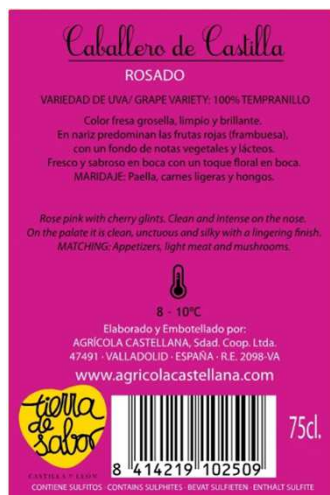 Caballero de Castilla
ROSADO
VARIEDAD DE UVA/ GRAPE VARIETY: 100% TEMPRANILLO
Color fresa grosella, limpio y brillante.
En nariz predominan las frutas rojas (frambuesa),
con un fondo de notas vegetales y lácteos.
Fresco y sabroso en boca con un toque floral en boca.
MARIDAJE: Paella, carnes ligeras y hongos.
Rose pink with cherry glints. Clean and intense on the nose.
On the palate it is clean, unctuous and silky with a lingering finish.
MATCHING: Appetizers, light meat and mushrooms.
8 - 10ºC
Elaborado y Embotellado por:
AGRÍCOLA CASTELLANA, Sdad. Coop. Ltda.
47491 · VALLADOLID · ESPAÑA · R.E. 2098-VA
www.agricolacastellana.com
tierra
de
sabor
CASTILLA Y LEÓN
8 414219 102509
75cl.
CONTIENE SULFITOS · CONTAINS SULPHITES · BEVAT SULFIETEN · ENTHÄLT SULFITE